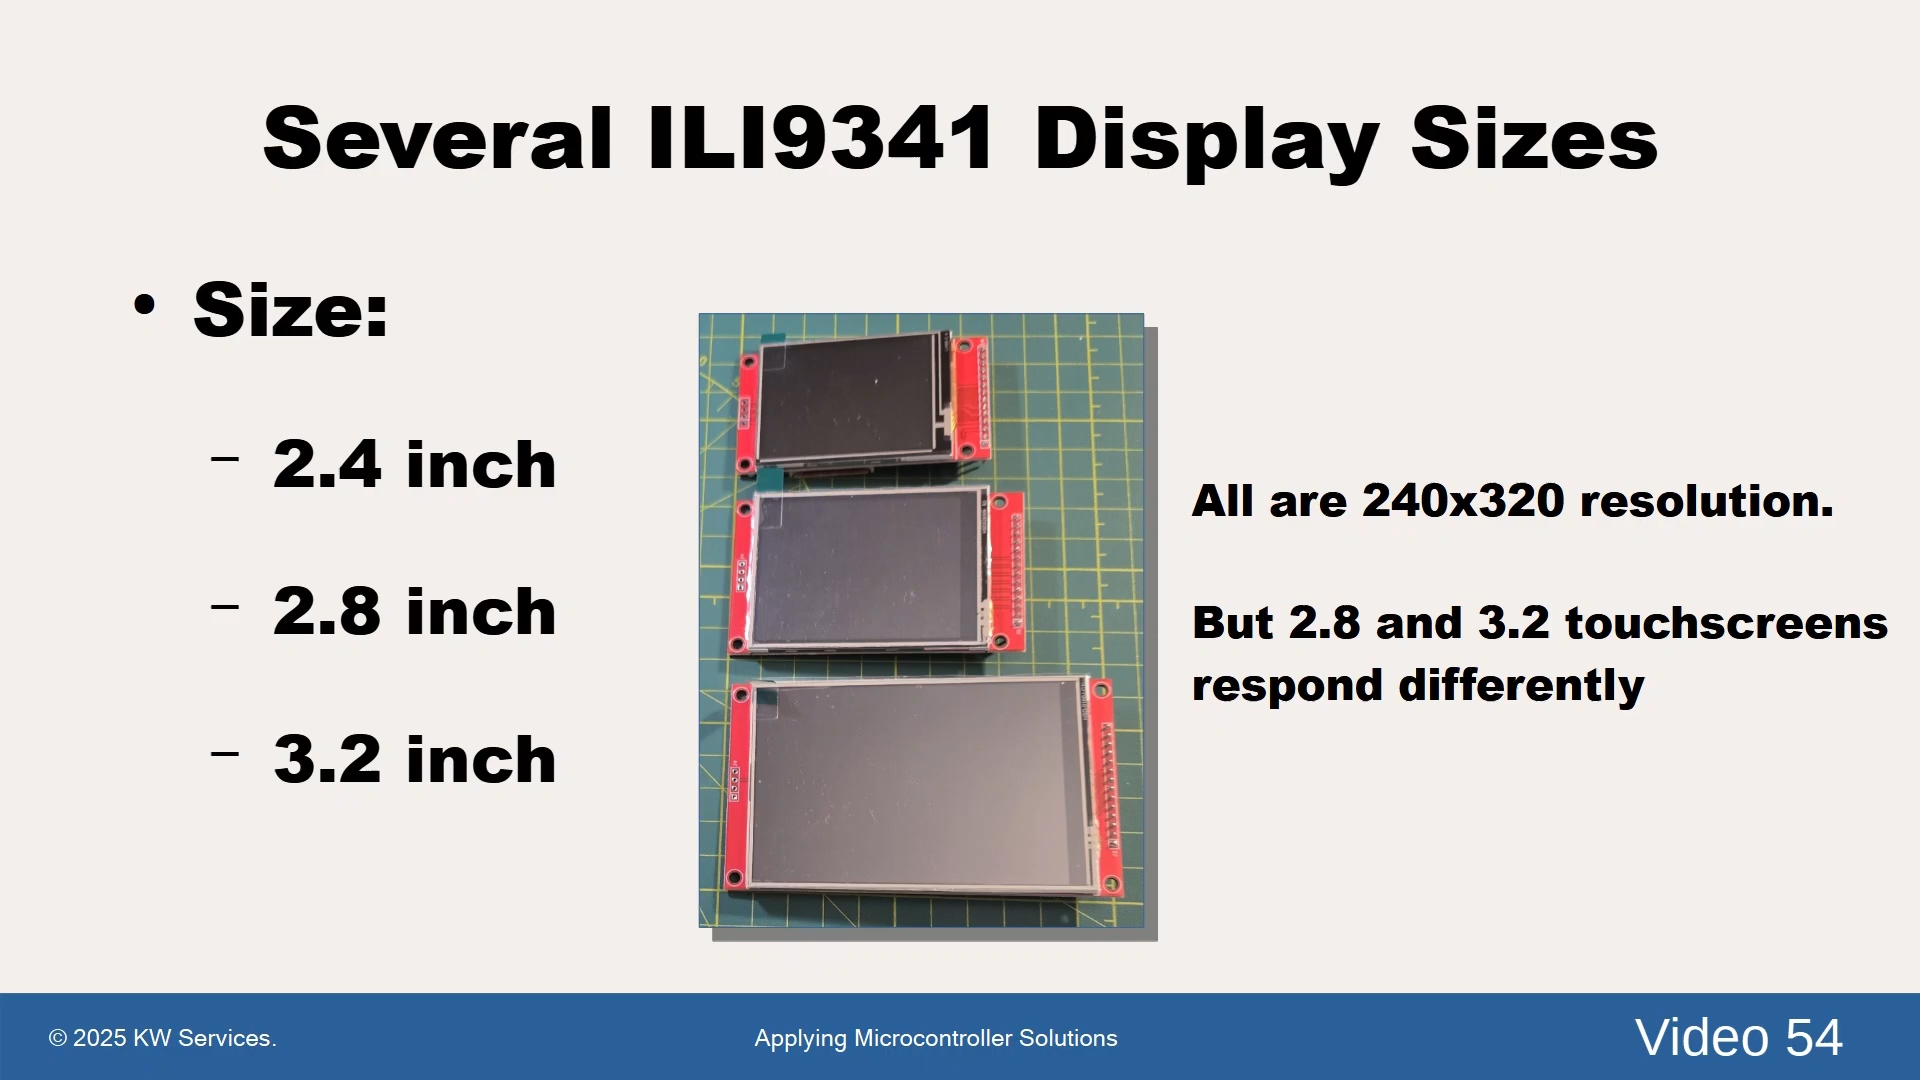 Several ILI9341 Display Sizes
• Size:
– 2.4 inch
– 2.8 inch
– 3.2 inch
All are 240x320 resolution.
But 2.8 and 3.2 touchscreens
respond differently
© 2025 KW Services.
Applying Microcontroller Solutions
Video 54